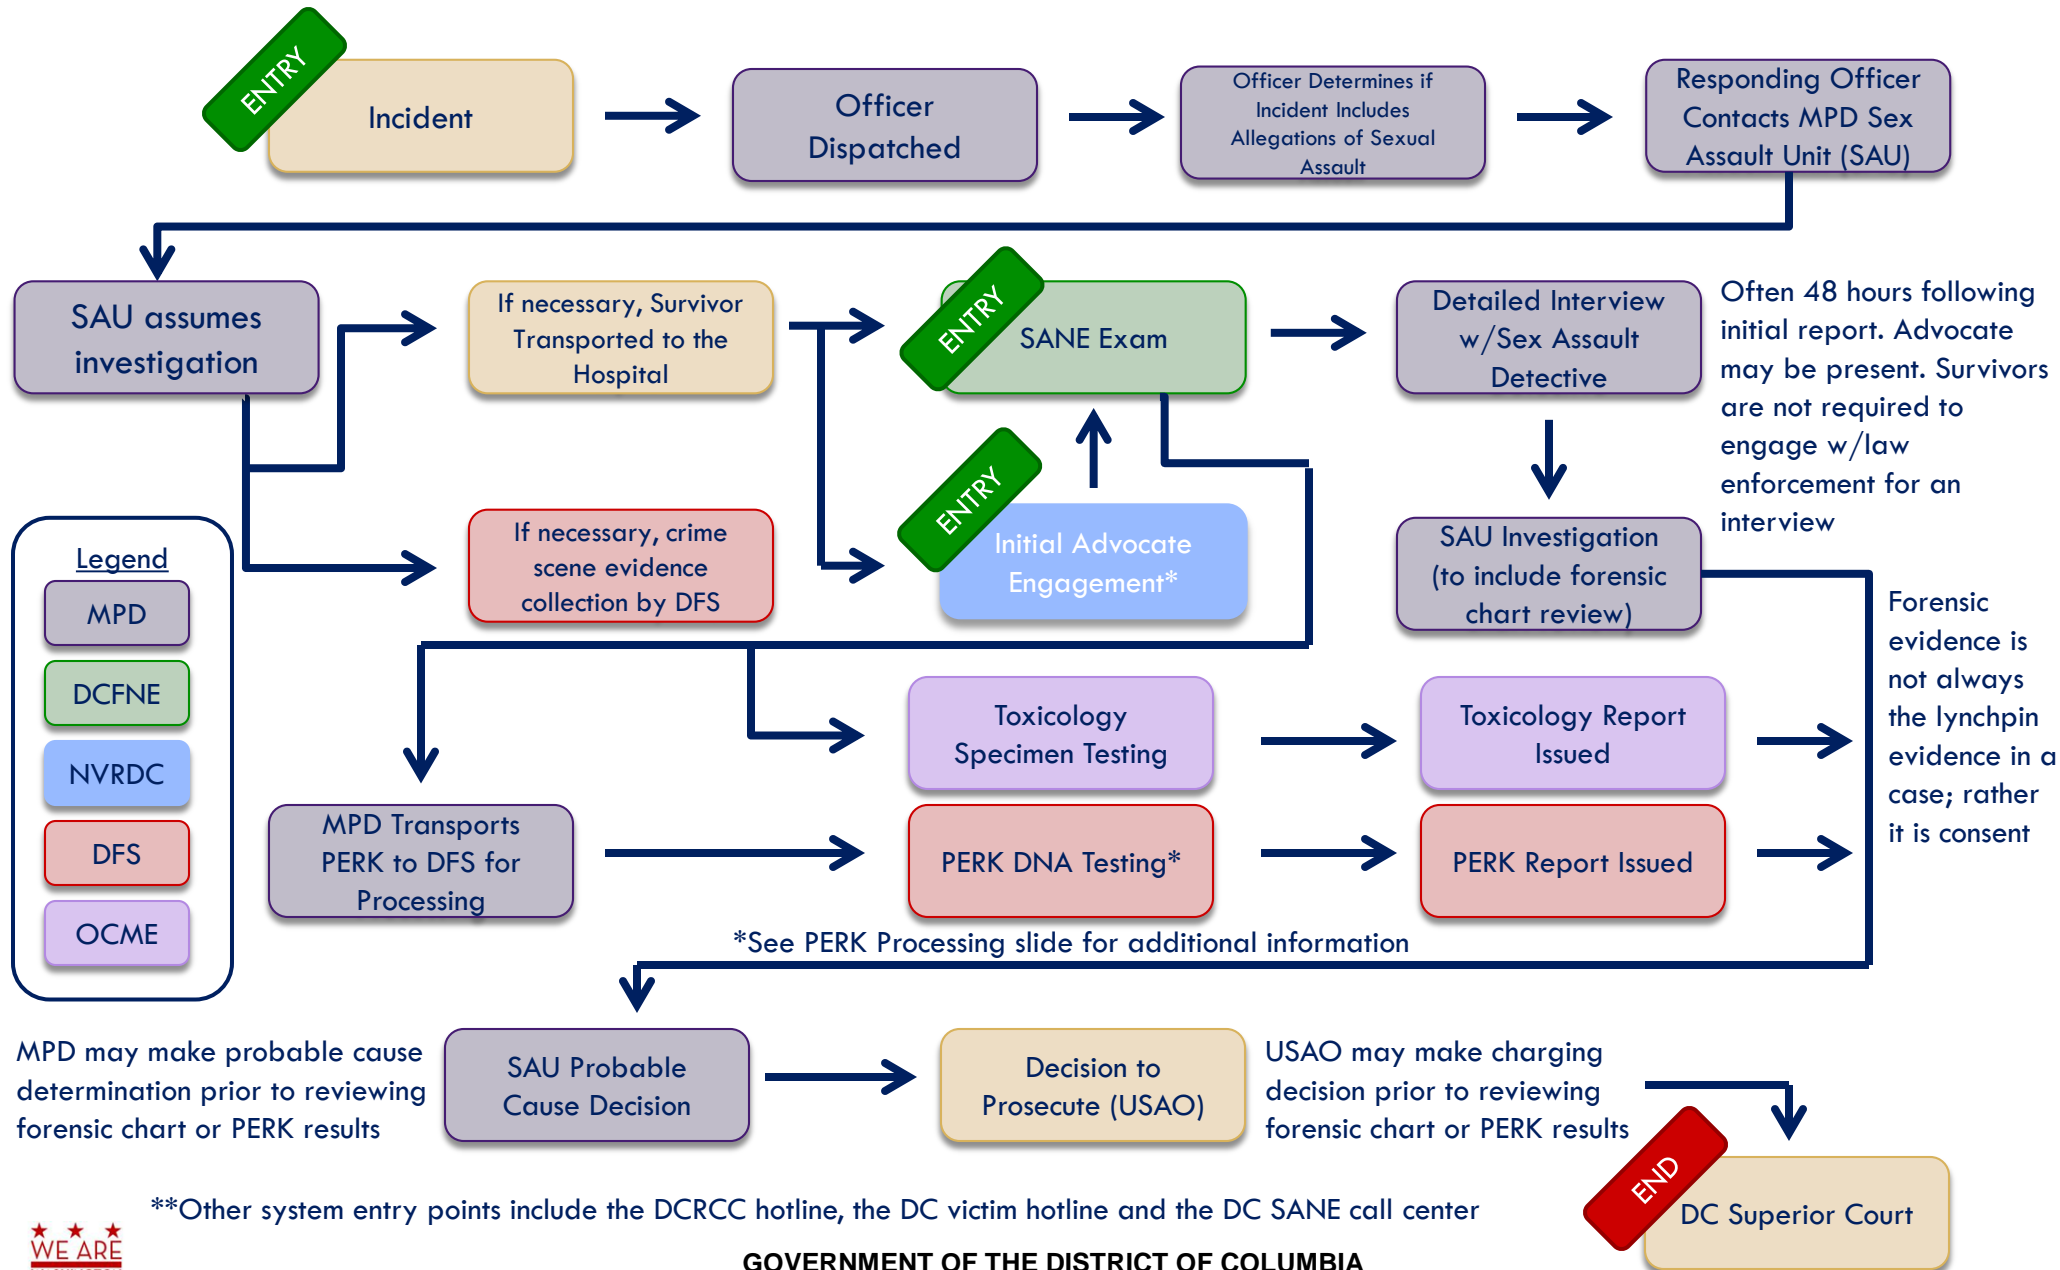 ENTRY
Incident
Officer
Dispatched
Officer Determines if
Incident Includes
Allegations of Sexual
Assault
Responding Officer
Contacts MPD Sex
Assault Unit (SAU)
SAU assumes
investigation
If necessary, Survivor
Transported to the
Hospital
ENTRY
SANE Exam
Detailed Interview
w/Sex Assault
Detective
Often 48 hours following
initial report. Advocate
may be present. Survivors
are not required to
engage w/law
enforcement for an
interview
If necessary, crime
scene evidence
collection by DFS
ENTRY
Initial Advocate
Engagement*
SAU Investigation
(to include forensic
chart review)
Legend
MPD
DCFNE
NVRDC
DFS
OCME
Forensic
evidence is
not always
the lynchpin
evidence in a
case; rather
it is consent
Toxicology
Specimen Testing
Toxicology Report
Issued
MPD Transports
PERK to DFS for
Processing
PERK DNA Testing*
PERK Report Issued
*See PERK Processing slide for additional information
MPD may make probable cause
determination prior to reviewing
forensic chart or PERK results
SAU Probable
Cause Decision
Decision to
Prosecute (USAO)
USAO may make charging
decision prior to reviewing
forensic chart or PERK results
END
DC Superior Court
**Other system entry points include the DCRCC hotline, the DC victim hotline and the DC SANE call center
WE ARE
GOVERNMENT OF THE DISTRICT OF COLUMBIA